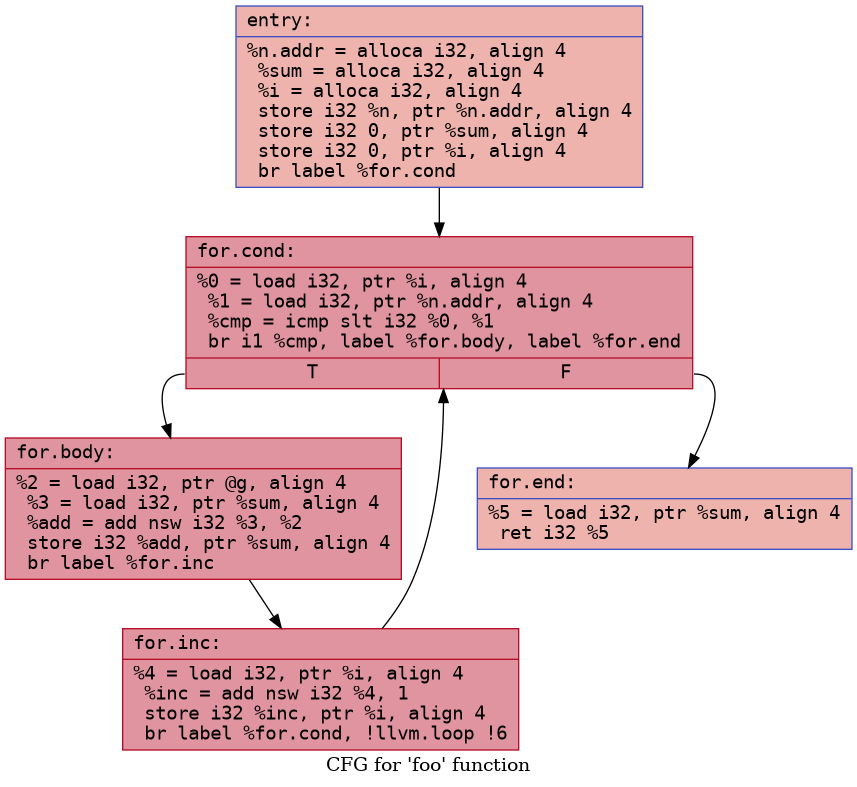 entry:
%n.addr = alloca i32, align 4
%sum = alloca i32, align 4
%i = alloca i32, align 4
store i32 %n, ptr %n.addr, align 4
store i32 0, ptr %sum, align 4
store i32 0, ptr %i, align 4
br label %for.cond
for.cond:
%0 = load i32, ptr %i, align 4
%1 = load i32, ptr %n.addr, align 4
%cmp = icmp slt i32 %0, %1
br i1 %cmp, label %for.body, label %for.end
T F
for.body:
%2 = load i32, ptr @g, align 4
%3 = load i32, ptr %sum, align 4
%add = add nsw i32 %3, %2
store i32 %add, ptr %sum, align 4
br label %for.inc
for.end:
%5 = load i32, ptr %sum, align 4
ret i32 %5
for.inc:
%4 = load i32, ptr %i, align 4
%inc = add nsw i32 %4, 1
store i32 %inc, ptr %i, align 4
br label %for.cond, !llvm.loop !6
CFG for 'foo' function